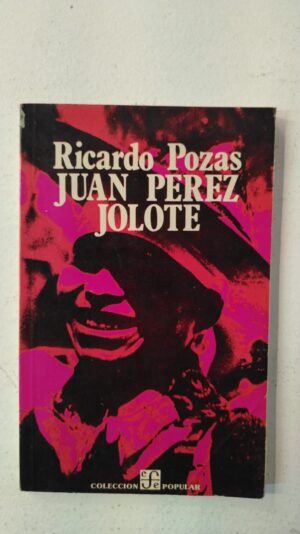 Ricardo Pozas
JUAN PEREZ
JOLOTE
COLECCION
POPULAR